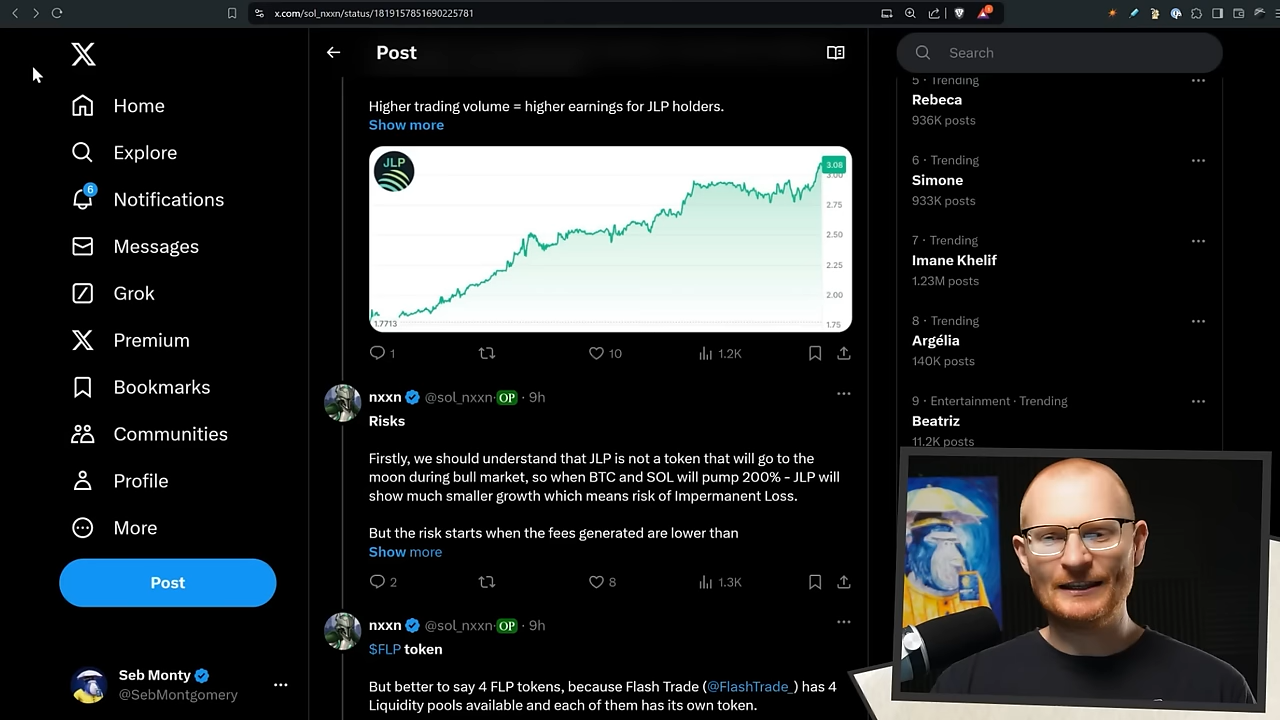 x.com/sol_nxxn/status/1819157851690225781
Home
Explore
6
Notifications
Messages
Grok
Premium
Bookmarks
Communities
Profile
More
Post
Seb Monty
@SebMontgomery
Post
Higher trading volume = higher earnings for JLP holders.
Show more
JLP
3.08
3.00
2.75
2.50
2.25
2.00
1.75
1.7713
1
10
1.2K
nxxn @sol_nxxn· OP · 9h
Risks
Firstly, we should understand that JLP is not a token that will go to the
moon during bull market, so when BTC and SOL will pump 200% - JLP will
show much smaller growth which means risk of Impermanent Loss.
But the risk starts when the fees generated are lower than
Show more
2
8
1.3K
nxxn @sol_nxxn· OP · 9h
$FLP token
But better to say 4 FLP tokens, because Flash Trade (@FlashTrade_) has 4
Liquidity pools available and each of them has its own token.
Search
5 · Trending
Rebeca
936K posts
6 · Trending
Simone
933K posts
7 · Trending
Imane Khelif
1.23M posts
8 · Trending
Argélia
140K posts
9 · Entertainment · Trending
Beatriz
11.2K posts